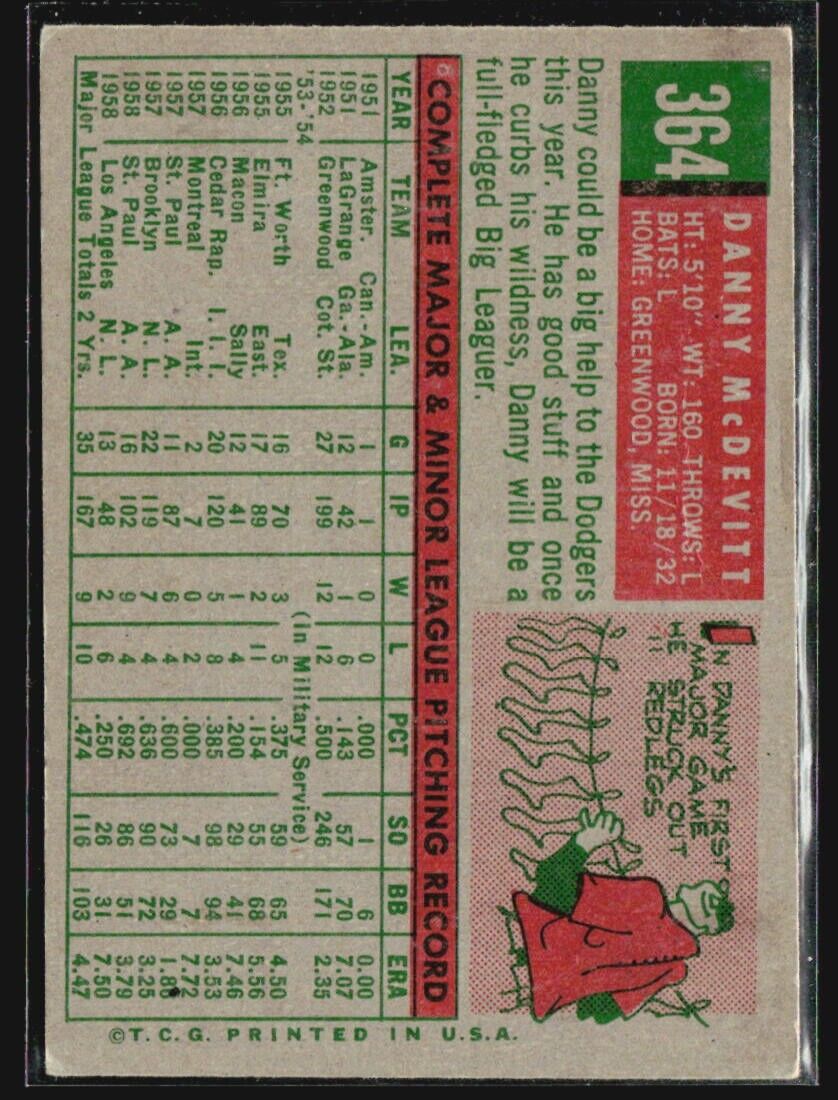 364
DANNY McDEVITT
HT: 5'10" WT: 160 THROWS: L
BATS: L BORN: 11/18/32
HOME: GREENWOOD, MISS.
Danny could be a big help to the Dodgers
this year. He has good stuff and once
he curbs his wildness, Danny will be a
full-fledged Big Leaguer.
IN DANNY'S FIRST
MAJOR GAME
HE STRUCK OUT
11 REDLEGS
COMPLETE MAJOR & MINOR LEAGUE PITCHING RECORD
YEAR TEAM LEA. G IP W L PCT SO BB ERA
1951 Amster. Can.-Am. 1 1 0 0 .000 1 6 0.00
1951 LaGrange Ga.-Ala. 12 42 1 6 .143 57 70 7.07
1952 Greenwood Cot. St. 27 199 12 12 .500 246 171 2.35
'53-'54 (In Military Service)
1955 Ft. Worth Tex. 16 70 3 5 .375 59 65 4.50
1955 Elmira East. 17 89 2 11 .154 55 68 5.56
1956 Macon Sally 12 41 1 4 .200 29 41 7.46
1956 Cedar Rap. I. I. I. 20 120 5 8 .385 98 94 3.53
1957 Montreal Int. 2 7 0 2 .000 7 7 7.72
1957 St. Paul A. A. 11 87 6 4 .600 73 29 1.86
1957 Brooklyn N. L. 22 119 7 4 .636 90 72 3.25
1958 St. Paul A. A. 16 102 9 4 .692 86 51 3.79
1958 Los Angeles N. L. 13 48 2 6 .250 26 31 7.50
Major League Totals 2 Yrs. 35 167 9 10 .474 116 103 4.47
©T. C. G. PRINTED IN U.S.A.